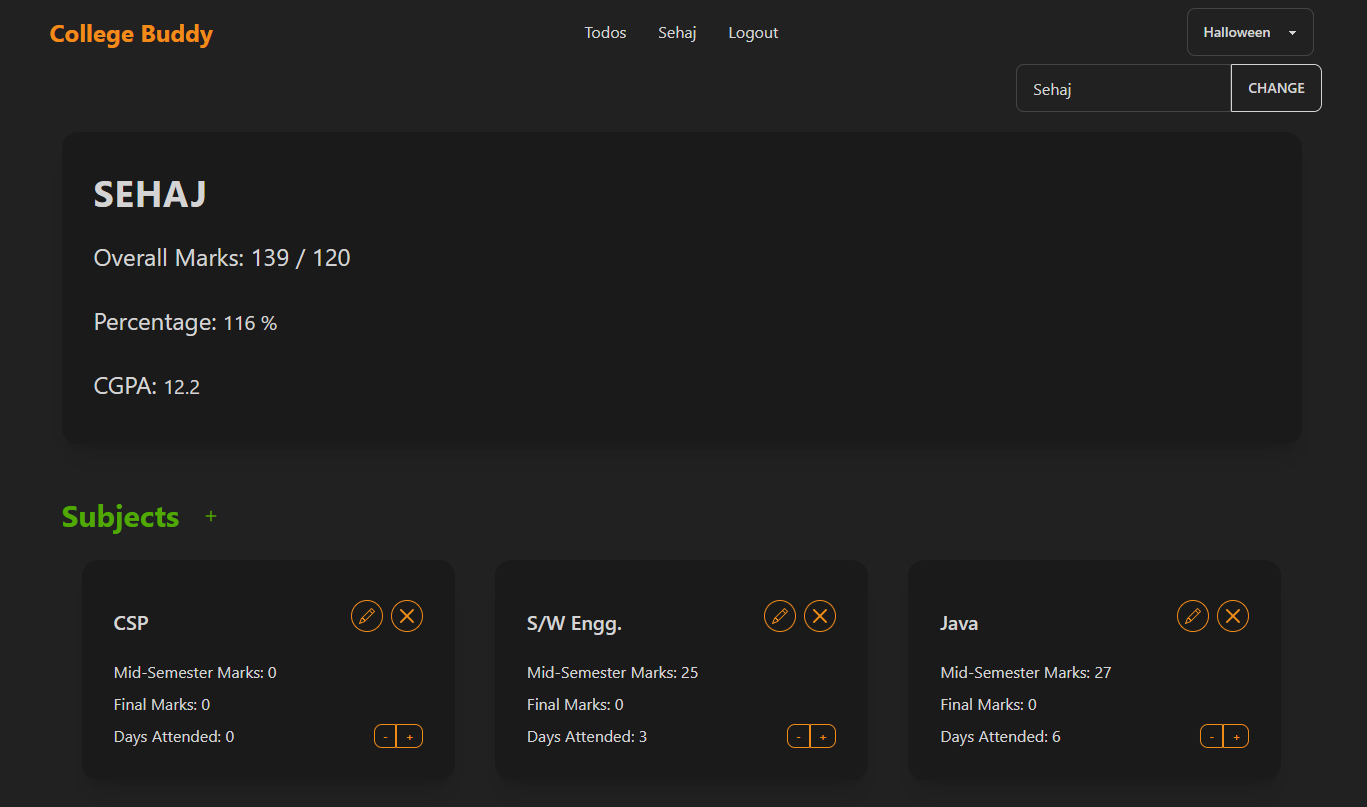 College Buddy
Todos Sehaj Logout
Halloween
Sehaj CHANGE
SEHAJ
Overall Marks: 139 / 120
Percentage: 116 %
CGPA: 12.2
Subjects +
CSP
Mid-Semester Marks: 0
Final Marks: 0
Days Attended: 0 - +
S/W Engg.
Mid-Semester Marks: 25
Final Marks: 0
Days Attended: 3 - +
Java
Mid-Semester Marks: 27
Final Marks: 0
Days Attended: 6 - +